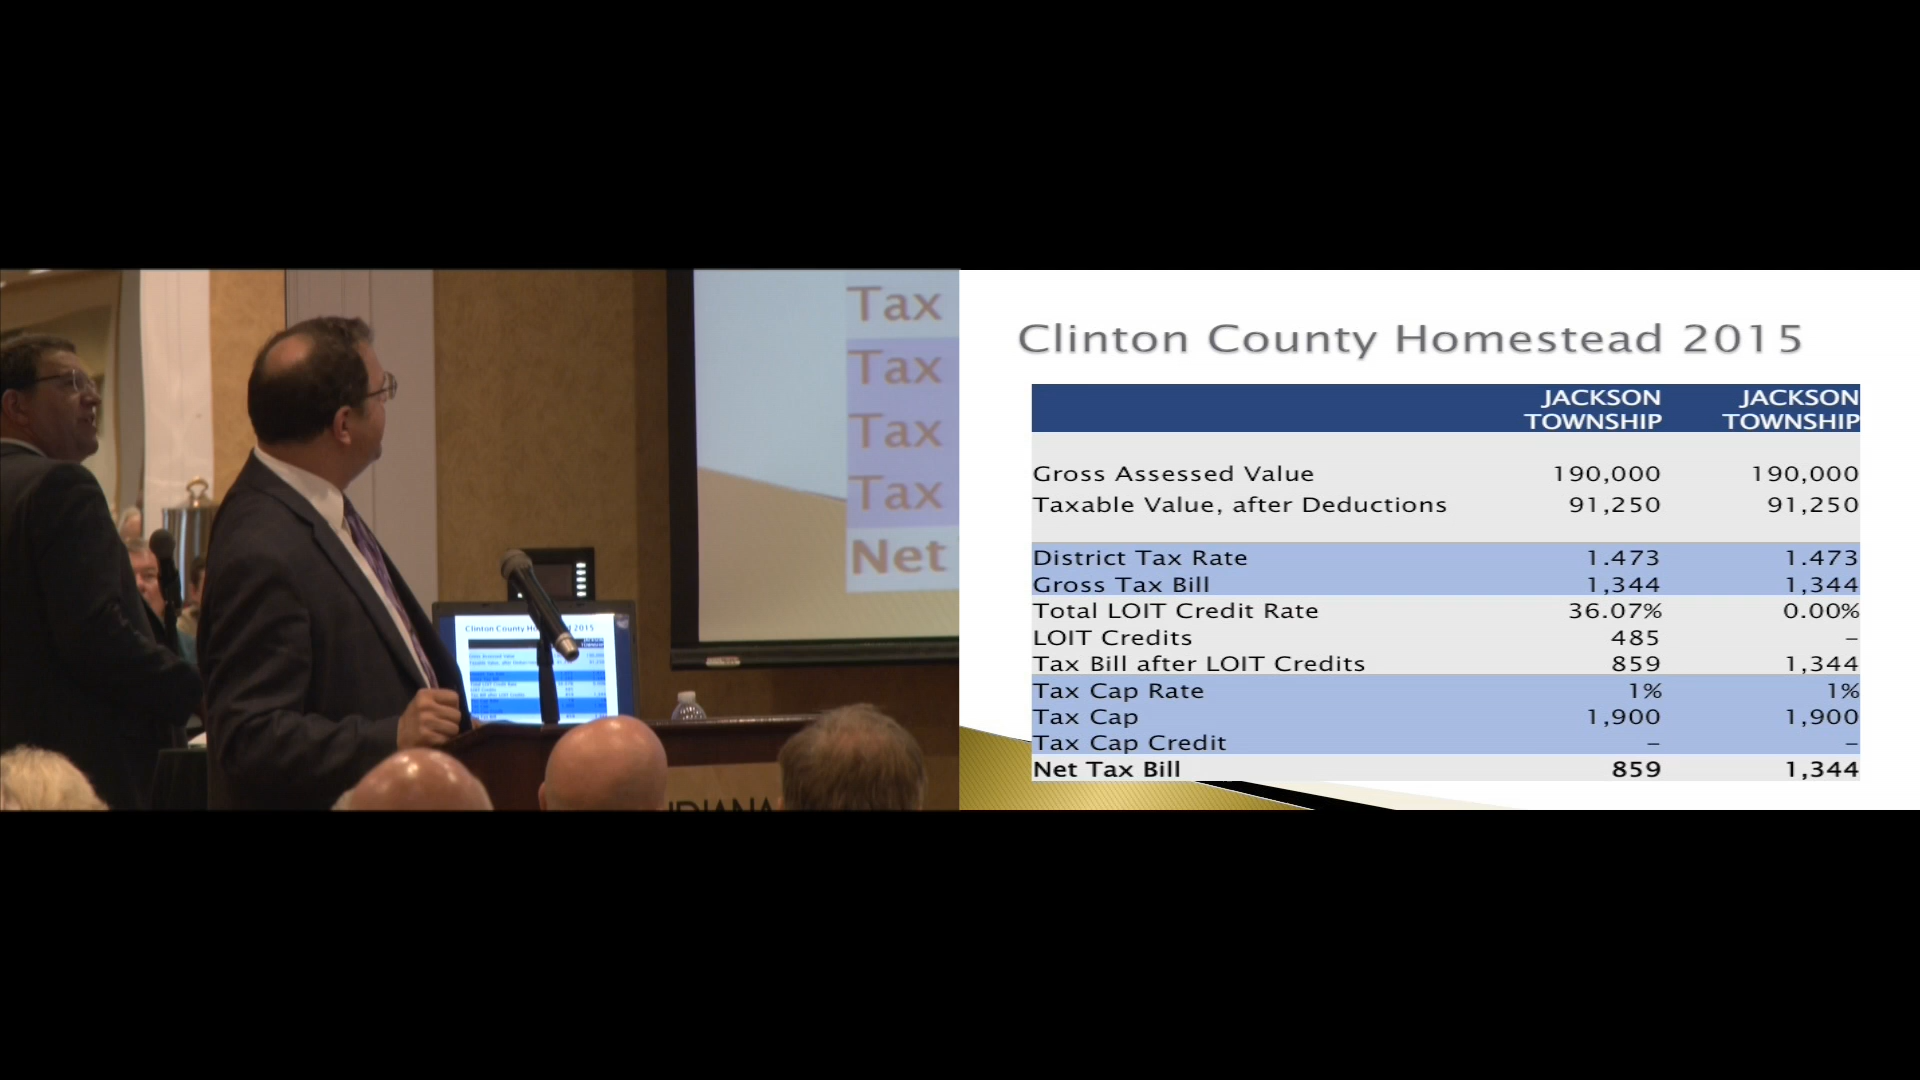 Tax
Tax
Tax
Tax
Net
Clinton County Homestead 2015
JACKSON TOWNSHIP JACKSON TOWNSHIP
Gross Assessed Value 190,000 190,000
Taxable Value, after Deductions 91,250 91,250
District Tax Rate 1.473 1.473
Gross Tax Bill 1,344 1,344
Total LOIT Credit Rate 36.07% 0.00%
LOIT Credits 485 –
Tax Bill after LOIT Credits 859 1,344
Tax Cap Rate 1% 1%
Tax Cap 1,900 1,900
Tax Cap Credit – –
Net Tax Bill 859 1,344